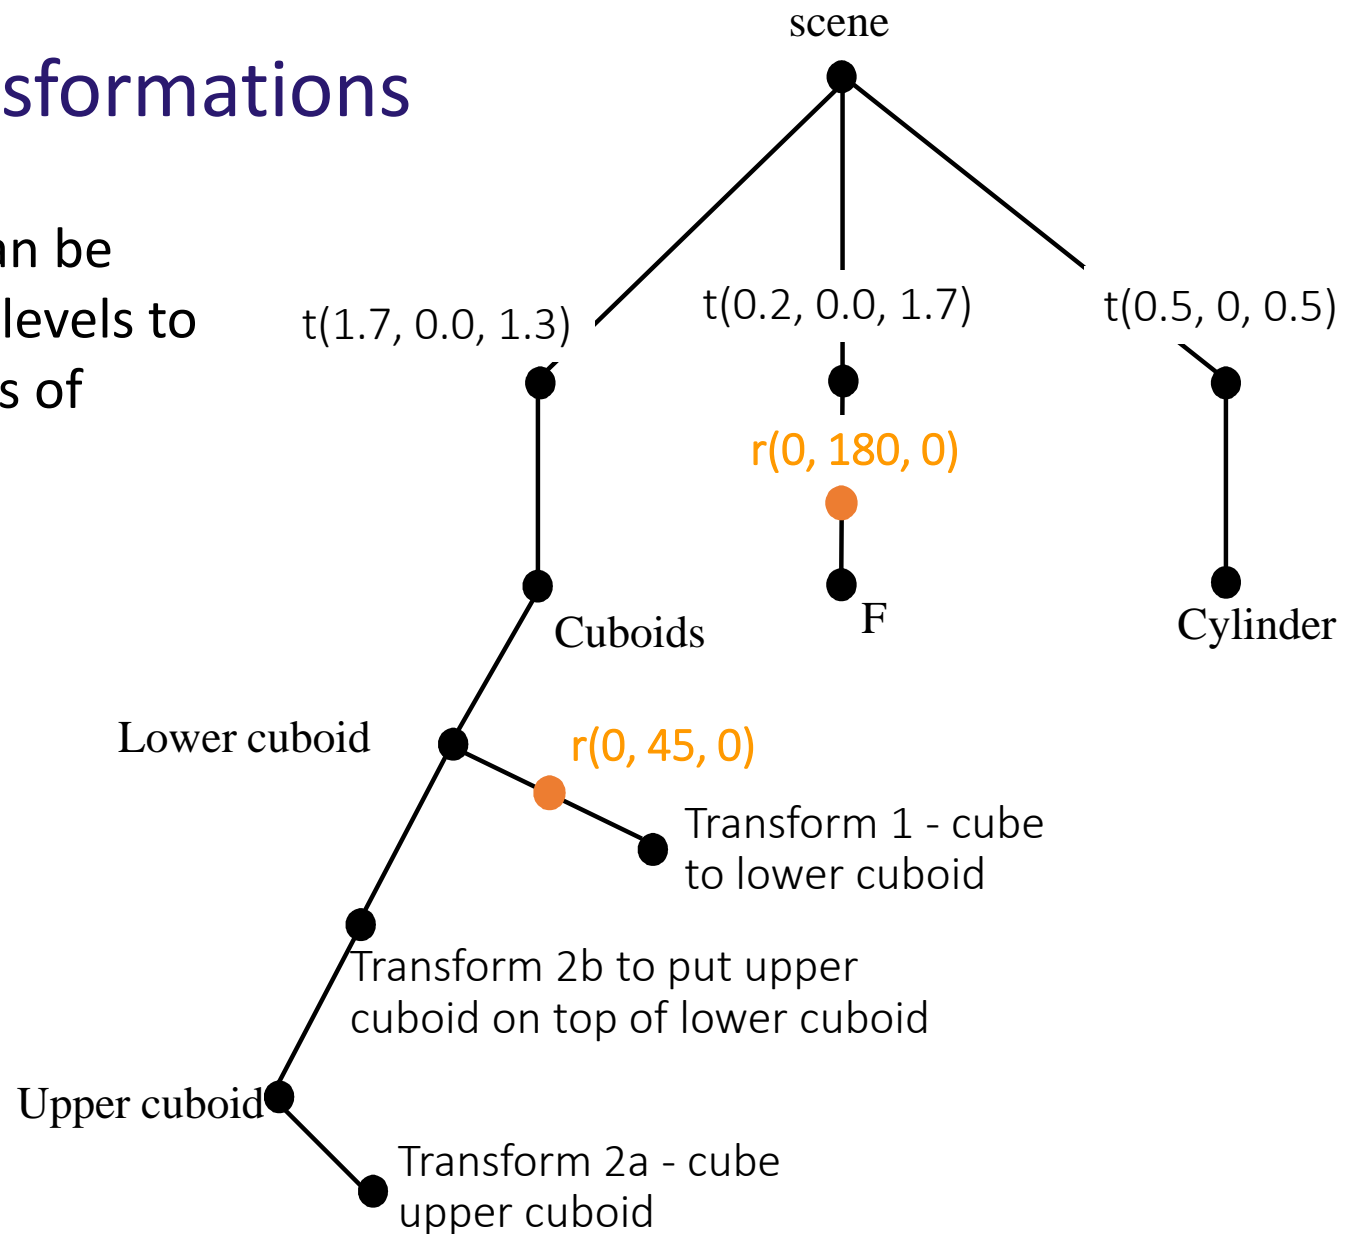 scene
sformations
an be
levels to
s of
t(1.7, 0.0, 1.3)
t(0.2, 0.0, 1.7)
t(0.5, 0, 0.5)
r(0, 180, 0)
Cuboids
F
Cylinder
Lower cuboid
r(0, 45, 0)
Transform 1 - cube
to lower cuboid
Transform 2b to put upper
cuboid on top of lower cuboid
Upper cuboid
Transform 2a - cube
upper cuboid